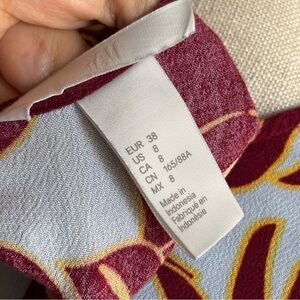 EUR 38
US 8
CA 8
CN 165/88A
MX 8
Made in
Indonesia
Fabriqué en
Indonésie